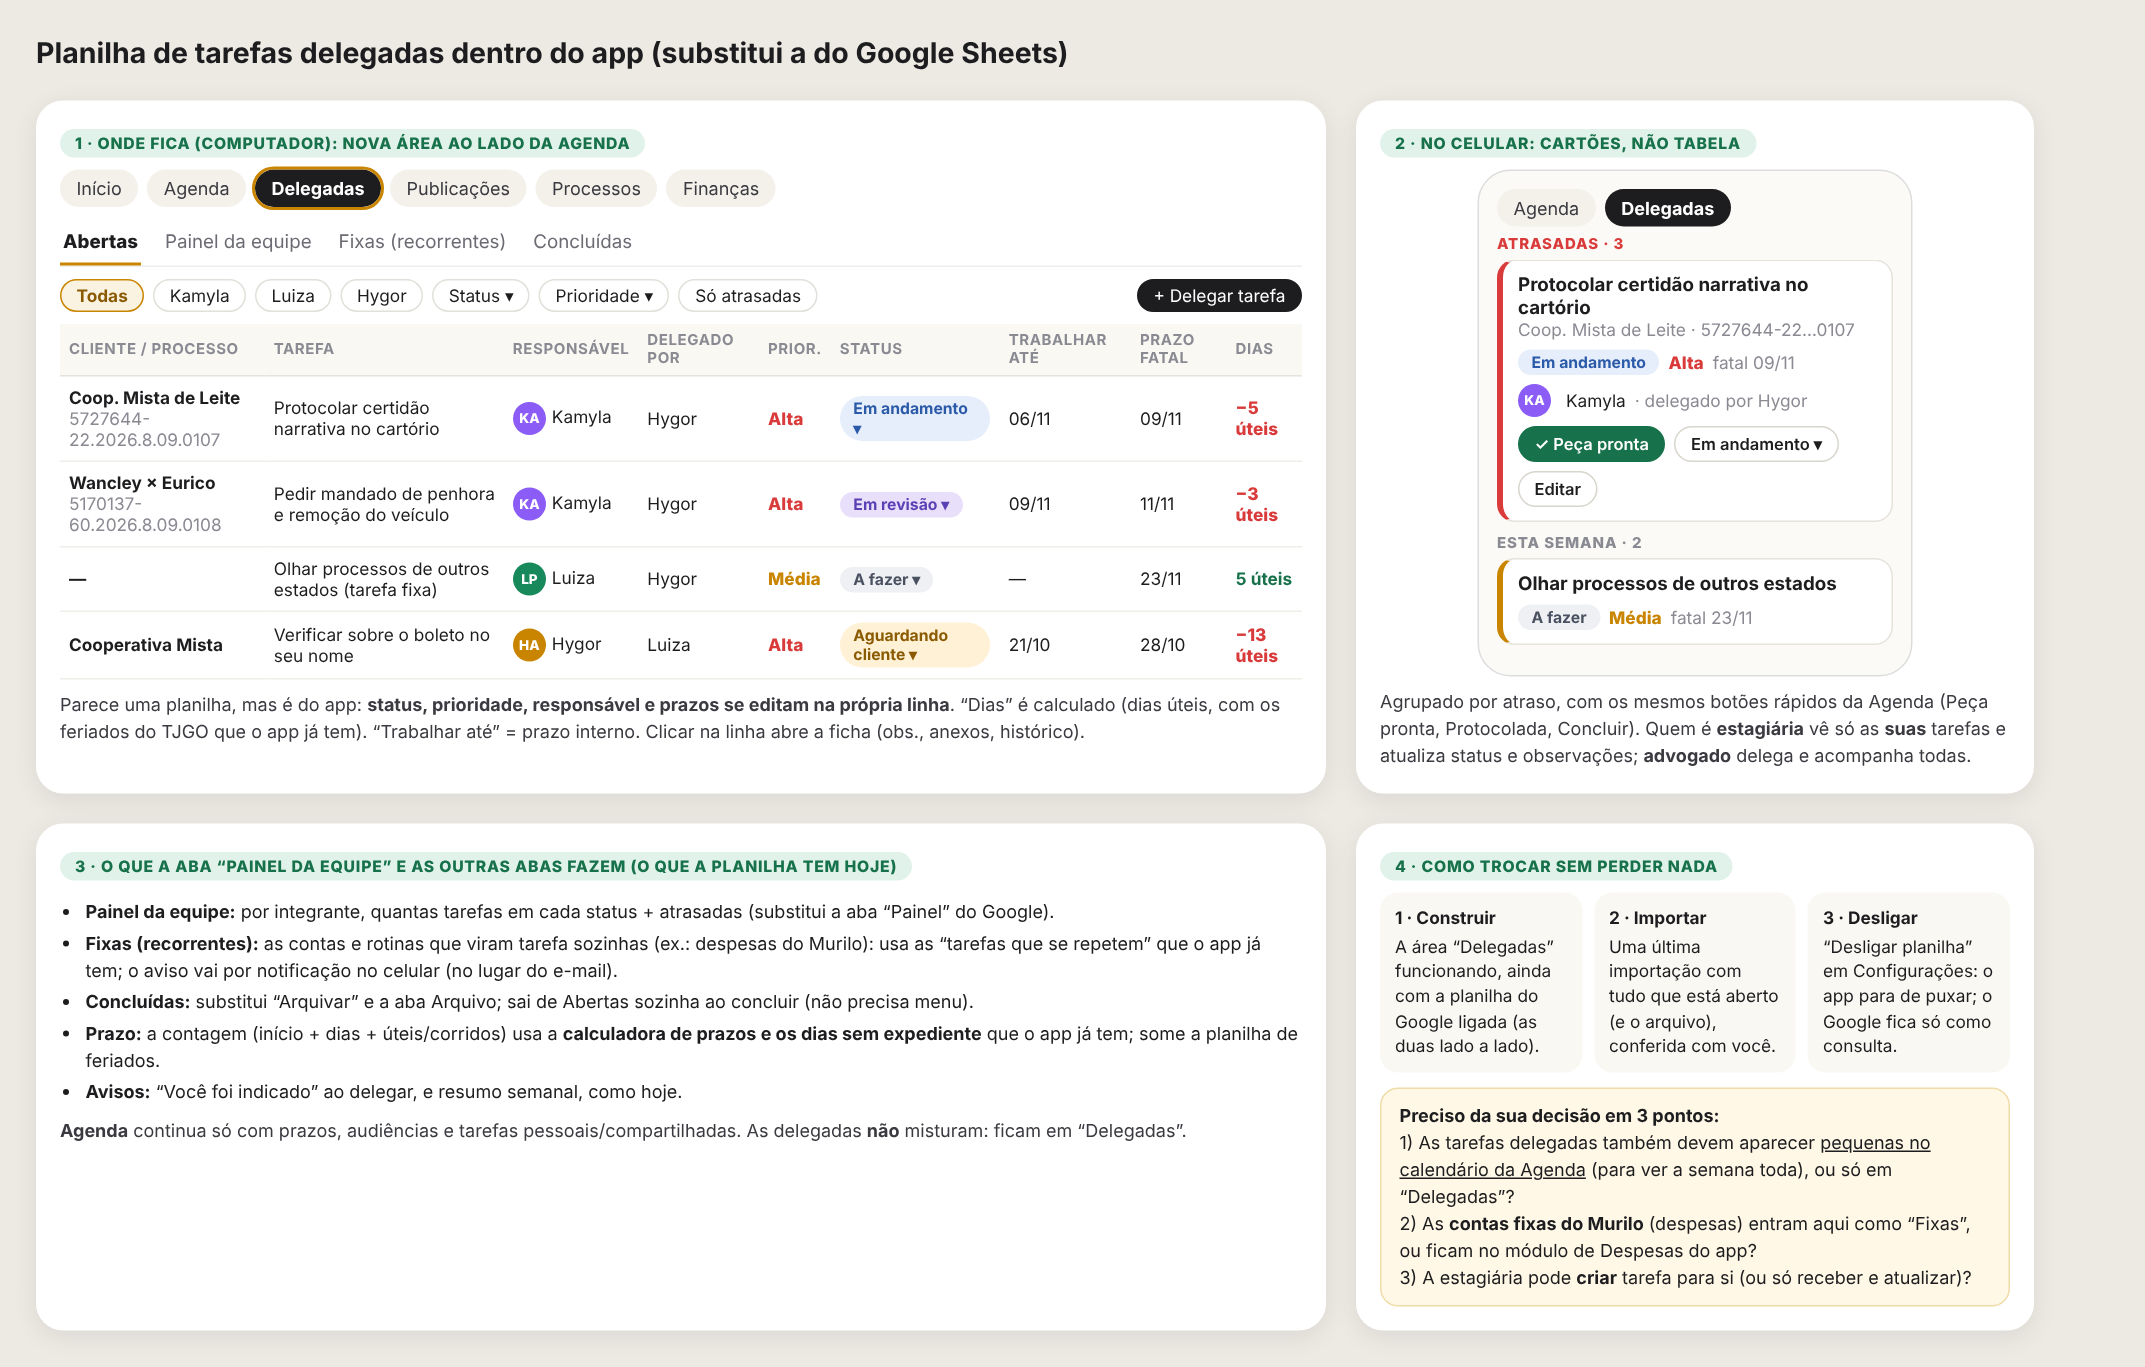 Planilha de tarefas delegadas dentro do app (substitui a do Google Sheets)
1 · ONDE FICA (COMPUTADOR): NOVA ÁREA AO LADO DA AGENDA
Início Agenda Delegadas Publicações Processos Finanças
Abertas Painel da equipe Fixas (recorrentes) Concluídas
Todas Kamyla Luiza Hygor Status ▾ Prioridade ▾ Só atrasadas + Delegar tarefa
CLIENTE / PROCESSO TAREFA RESPONSÁVEL DELEGADO POR PRIOR. STATUS TRABALHAR ATÉ PRAZO FATAL DIAS
Coop. Mista de Leite
5727644-
22.2026.8.09.0107
Protocolar certidão
narrativa no cartório
KA Kamyla
Hygor
Alta
Em andamento
▾
06/11
09/11
−5
úteis
Wancley × Eurico
5170137-
60.2026.8.09.0108
Pedir mandado de penhora
e remoção do veículo
KA Kamyla
Hygor
Alta
Em revisão ▾
09/11
11/11
−3
úteis
—
Olhar processos de outros
estados (tarefa fixa)
LP Luiza
Hygor
Média
A fazer ▾
—
23/11
5 úteis
Cooperativa Mista
Verificar sobre o boleto no
seu nome
HA Hygor
Luiza
Alta
Aguardando
cliente ▾
21/10
28/10
−13
úteis
Parece uma planilha, mas é do app: status, prioridade, responsável e prazos se editam na própria linha. “Dias” é calculado (dias úteis, com os
feriados do TJGO que o app já tem). “Trabalhar até” = prazo interno. Clicar na linha abre a ficha (obs., anexos, histórico).
2 · NO CELULAR: CARTÕES, NÃO TABELA
Agenda Delegadas
ATRASADAS · 3
Protocolar certidão narrativa no
cartório
Coop. Mista de Leite · 5727644-22…0107
Em andamento Alta fatal 09/11
KA Kamyla · delegado por Hygor
✓ Peça pronta Em andamento ▾
Editar
ESTA SEMANA · 2
Olhar processos de outros estados
A fazer Média fatal 23/11
Agrupado por atraso, com os mesmos botões rápidos da Agenda (Peça
pronta, Protocolada, Concluir). Quem é estagiária vê só as suas tarefas e
atualiza status e observações; advogado delega e acompanha todas.
3 · O QUE A ABA “PAINEL DA EQUIPE” E AS OUTRAS ABAS FAZEM (O QUE A PLANILHA TEM HOJE)
• Painel da equipe: por integrante, quantas tarefas em cada status + atrasadas (substitui a aba “Painel” do Google).
• Fixas (recorrentes): as contas e rotinas que viram tarefa sozinhas (ex.: despesas do Murilo): usa as “tarefas que se repetem” que o app já
tem; o aviso vai por notificação no celular (no lugar do e-mail).
• Concluídas: substitui “Arquivar” e a aba Arquivo; sai de Abertas sozinha ao concluir (não precisa menu).
• Prazo: a contagem (início + dias + úteis/corridos) usa a calculadora de prazos e os dias sem expediente que o app já tem; some a planilha de
feriados.
• Avisos: “Você foi indicado” ao delegar, e resumo semanal, como hoje.
Agenda continua só com prazos, audiências e tarefas pessoais/compartilhadas. As delegadas não misturam: ficam em “Delegadas”.
4 · COMO TROCAR SEM PERDER NADA
1 · Construir
A área “Delegadas”
funcionando, ainda
com a planilha do
Google ligada (as
duas lado a lado).
2 · Importar
Uma última
importação com
tudo que está aberto
(e o arquivo),
conferida com você.
3 · Desligar
“Desligar planilha”
em Configurações: o
app para de puxar; o
Google fica só como
consulta.
Preciso da sua decisão em 3 pontos:
1) As tarefas delegadas também devem aparecer pequenas no
calendário da Agenda (para ver a semana toda), ou só em
“Delegadas”?
2) As contas fixas do Murilo (despesas) entram aqui como “Fixas”,
ou ficam no módulo de Despesas do app?
3) A estagiária pode criar tarefa para si (ou só receber e atualizar)?